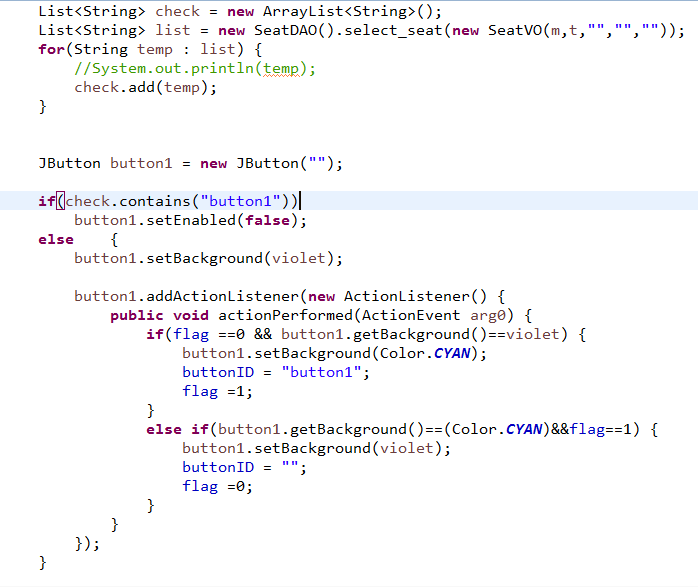 List<String> check = new ArrayList<String>();
List<String> list = new SeatDAO().select_seat(new SeatVO(m,t,"","",""));
for(String temp : list) {
    //System.out.println(temp);
    check.add(temp);
}
JButton button1 = new JButton("");
if(check.contains("button1"))
    button1.setEnabled(false);
else    {
    button1.setBackground(violet);
    button1.addActionListener(new ActionListener() {
        public void actionPerformed(ActionEvent arg0) {
            if(flag ==0 && button1.getBackground()==violet) {
                button1.setBackground(Color.CYAN);
                buttonID = "button1";
                flag =1;
            }
            else if(button1.getBackground()==(Color.CYAN)&&flag==1) {
                button1.setBackground(violet);
                buttonID = "";
                flag =0;
            }
        }
    });
}